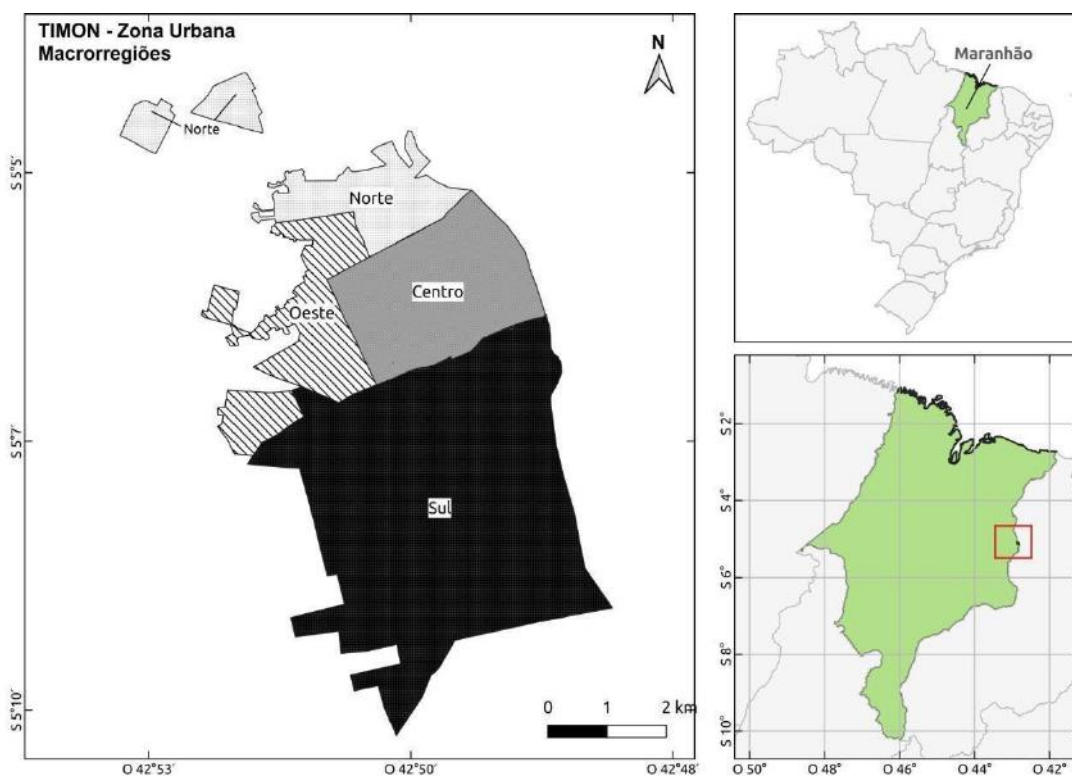 TIMON - Zona Urbana
Macrorregiões
N
Norte
Norte
Centro
Oeste
Sul
0 1 2 km
S 5°5′
S 5°7′
S 5°10′
O 42°53′
O 42°50′
O 42°48′
Maranhão
S 2°
S 4°
S 6°
S 8°
S 10°
O 50°
O 48°
O 46°
O 44°
O 42°